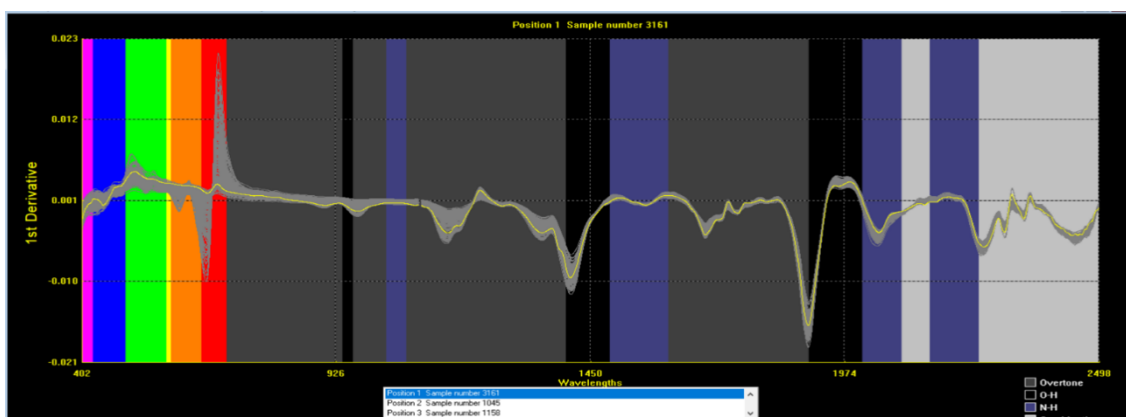 Position 1 Sample number 3161
0.023
0.012
0.001
-0.010
-0.021
1st Derivative
402
926
1450
1974
2498
Wavelengths
Position 1 Sample number 3161
Position 2 Sample number 1045
Position 3 Sample number 1158
Overtone
O-H
N-H